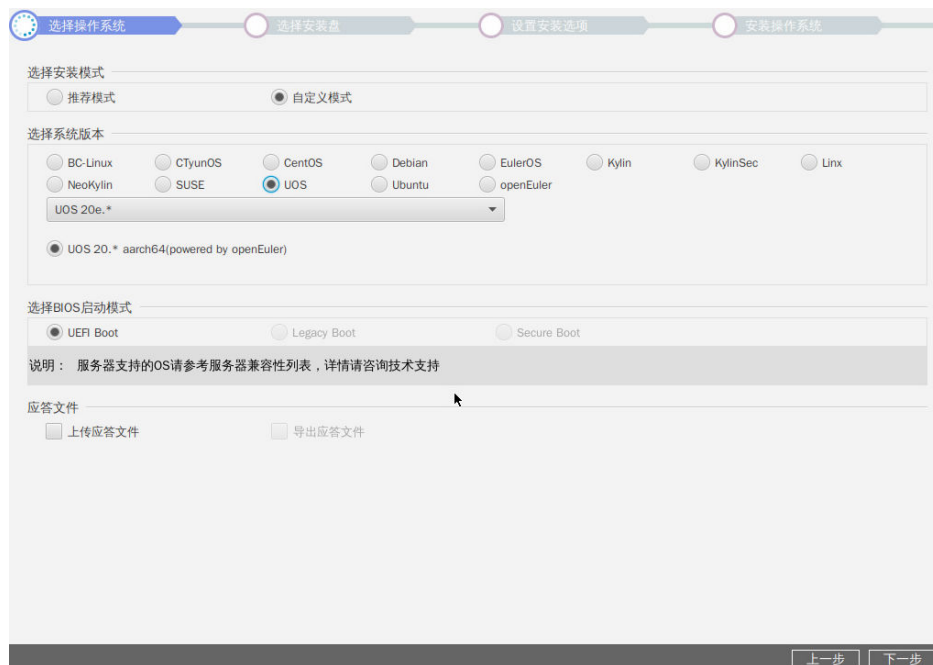 选择操作系统 选择安装盘 设置安装选项 安装操作系统
选择安装模式
推荐模式 自定义模式
选择系统版本
BC-Linux CTyunOS CentOS Debian EulerOS Kylin KylinSec Linx
NeoKylin SUSE UOS Ubuntu openEuler
UOS 20e.*
UOS 20.* aarch64(powered by openEuler)
选择BIOS启动模式
UEFI Boot Legacy Boot Secure Boot
说明： 服务器支持的OS请参考服务器兼容性列表，详情请咨询技术支持
应答文件
上传应答文件 导出应答文件
上一步 下一步